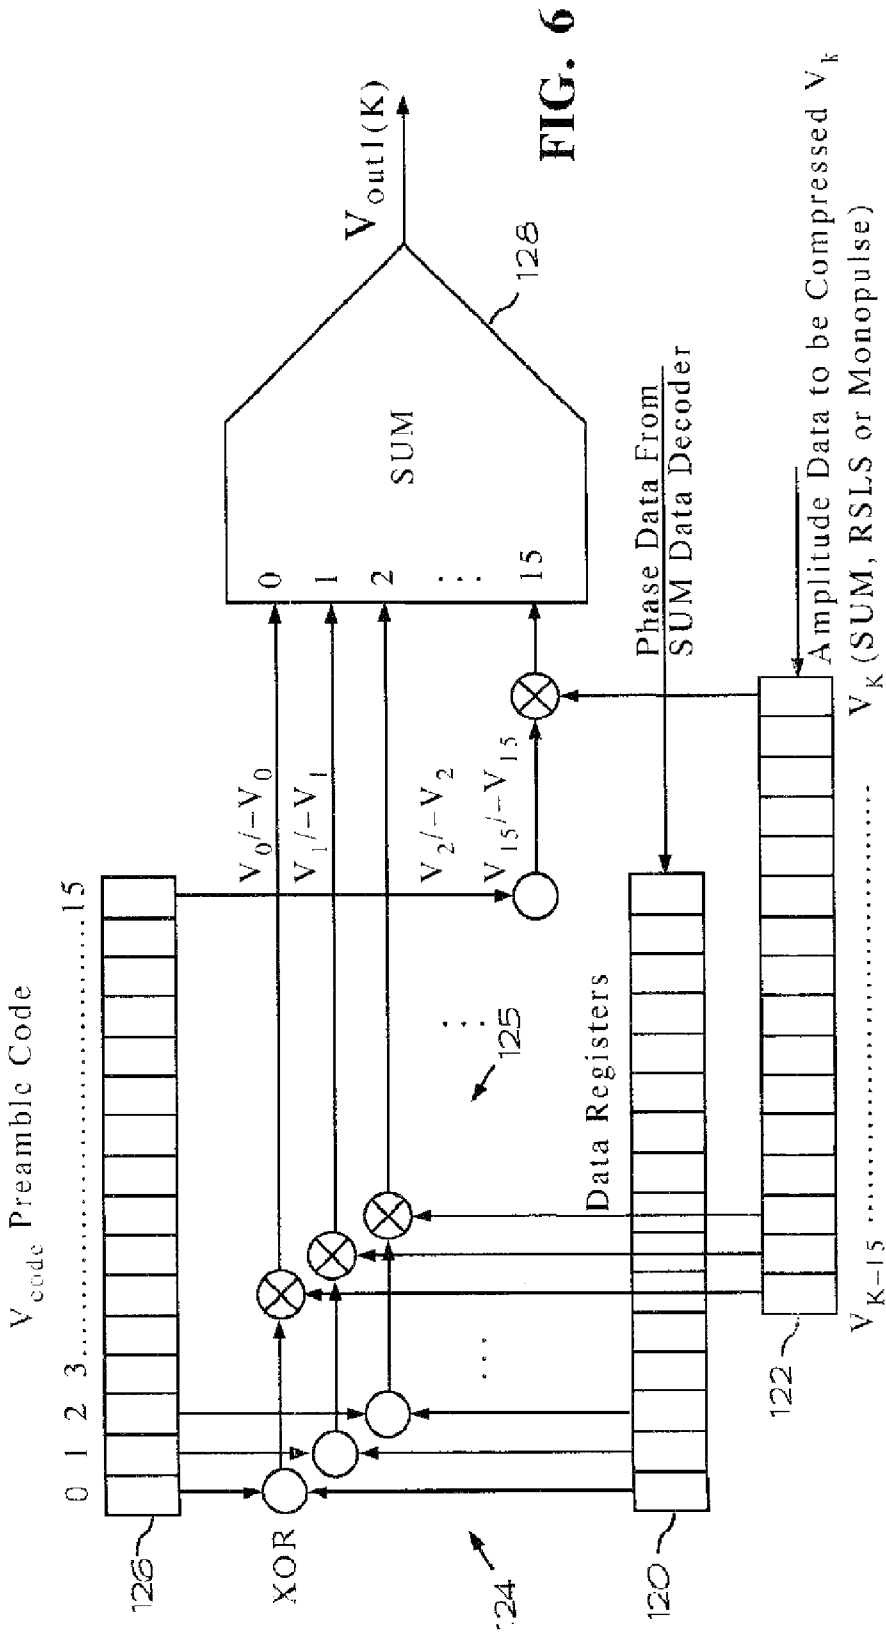 V_code Preamble Code
0 1 2 3....................................15
126
XOR
124
V_0/-V_0
V_1/-V_1
V_2/-V_2
V_15/-V_15
...
125
...
0
1
2
...
15
SUM
128
V_out1(K)
FIG. 6
Data Registers
120
Phase Data From
SUM Data Decoder
122
Amplitude Data to be Compressed V_k
V_K-15 .................................... V_K (SUM, RSLS or Monopulse)